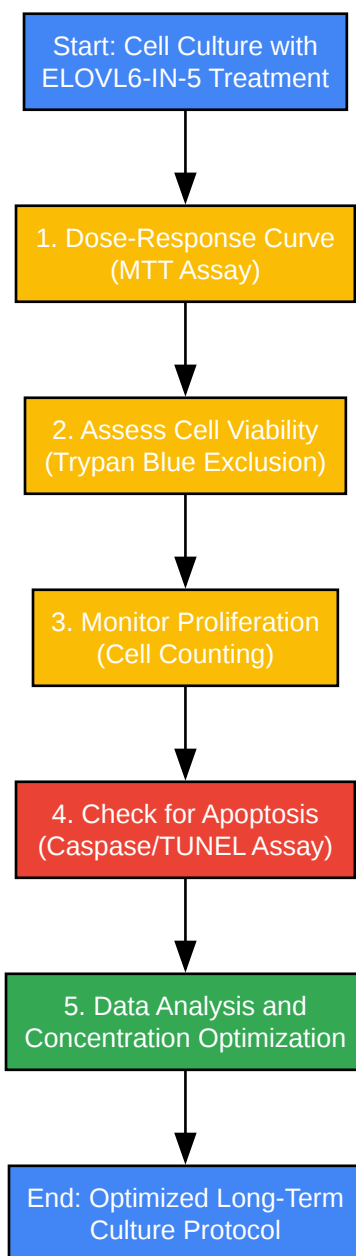 Start: Cell Culture with
ELOVL6-IN-5 Treatment
1. Dose-Response Curve
(MTT Assay)
2. Assess Cell Viability
(Trypan Blue Exclusion)
3. Monitor Proliferation
(Cell Counting)
4. Check for Apoptosis
(Caspase/TUNEL Assay)
5. Data Analysis and
Concentration Optimization
End: Optimized Long-Term
Culture Protocol